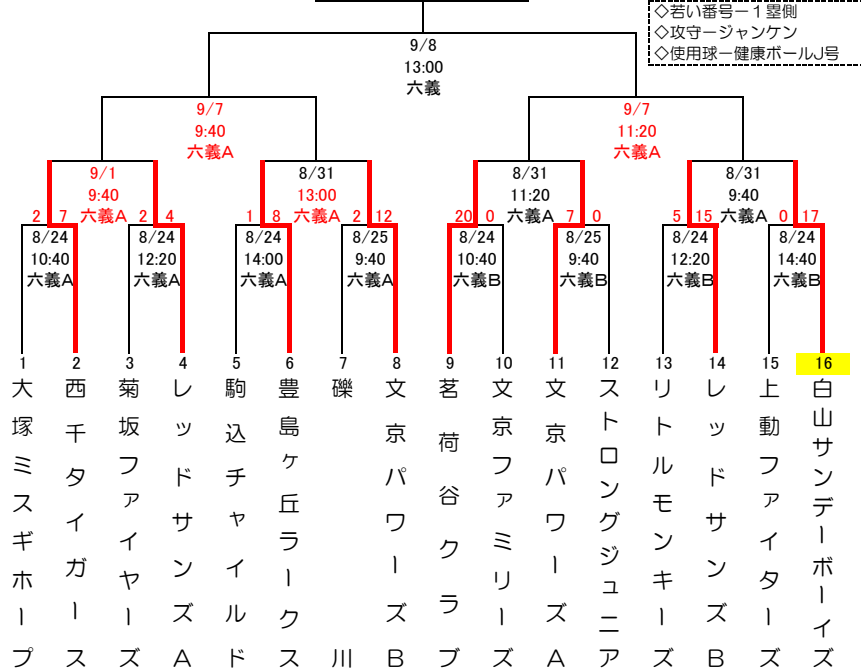 ◇若い番号－１塁側
◇攻守－ジャンケン
◇使用球－健康ボールJ号
9/8
13:00
六義
9/7
9:40
六義A
9/7
11:20
六義A
9/1
9:40
六義A
8/31
13:00
六義A
8/31
11:20
六義A
8/31
9:40
六義A
2 7 2 4 1 8 2 12 20 0 7 0 5 15 0 17
8/24
10:40
六義A
8/24
12:20
六義A
8/24
14:00
六義A
8/25
9:40
六義A
8/24
10:40
六義B
8/25
9:40
六義B
8/24
12:20
六義B
8/24
14:40
六義B
1 2 3 4 5 6 7 8 9 10 11 12 13 14 15 16
大塚ミスギホープ
西千タイガース
菊坂ファイヤーズ
レッドサンズA
駒込チャイルド
豊島ヶ丘ラークス
礫川
文京パワーズB
茗荷谷クラブ
文京ファミリーズ
文京パワーズA
ストロングジュニア
リトルモンキーズ
レッドサンズB
上動ファイターズ
白山サンデーボーイズ